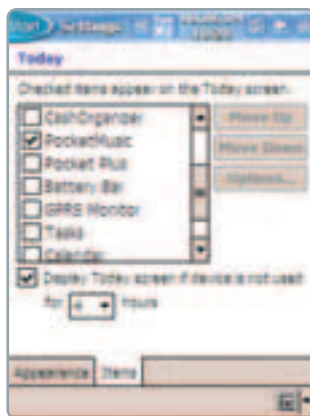 Start Settings
Today
Checked items appear on the Today screen.
CashOrganizer
PocketMusic
Pocket Plus
Battery Bar
GPRS Monitor
Tasks
Calendar
Move Up
Move Down
Options...
Display Today screen if device is not used
for 4 hours
Appearance Items